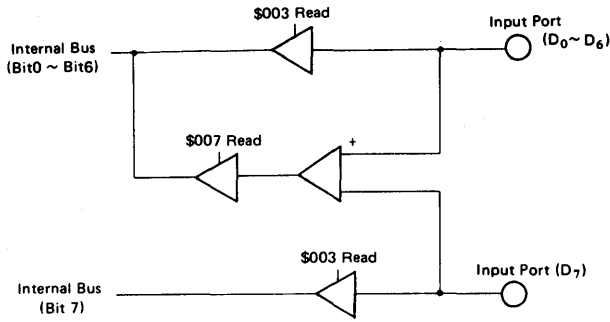 $003 Read
Input Port
(D₀~ D₆)
Internal Bus
(Bit0 ~ Bit6)
$007 Read
+
$003 Read
Input Port (D₇)
Internal Bus
(Bit 7)